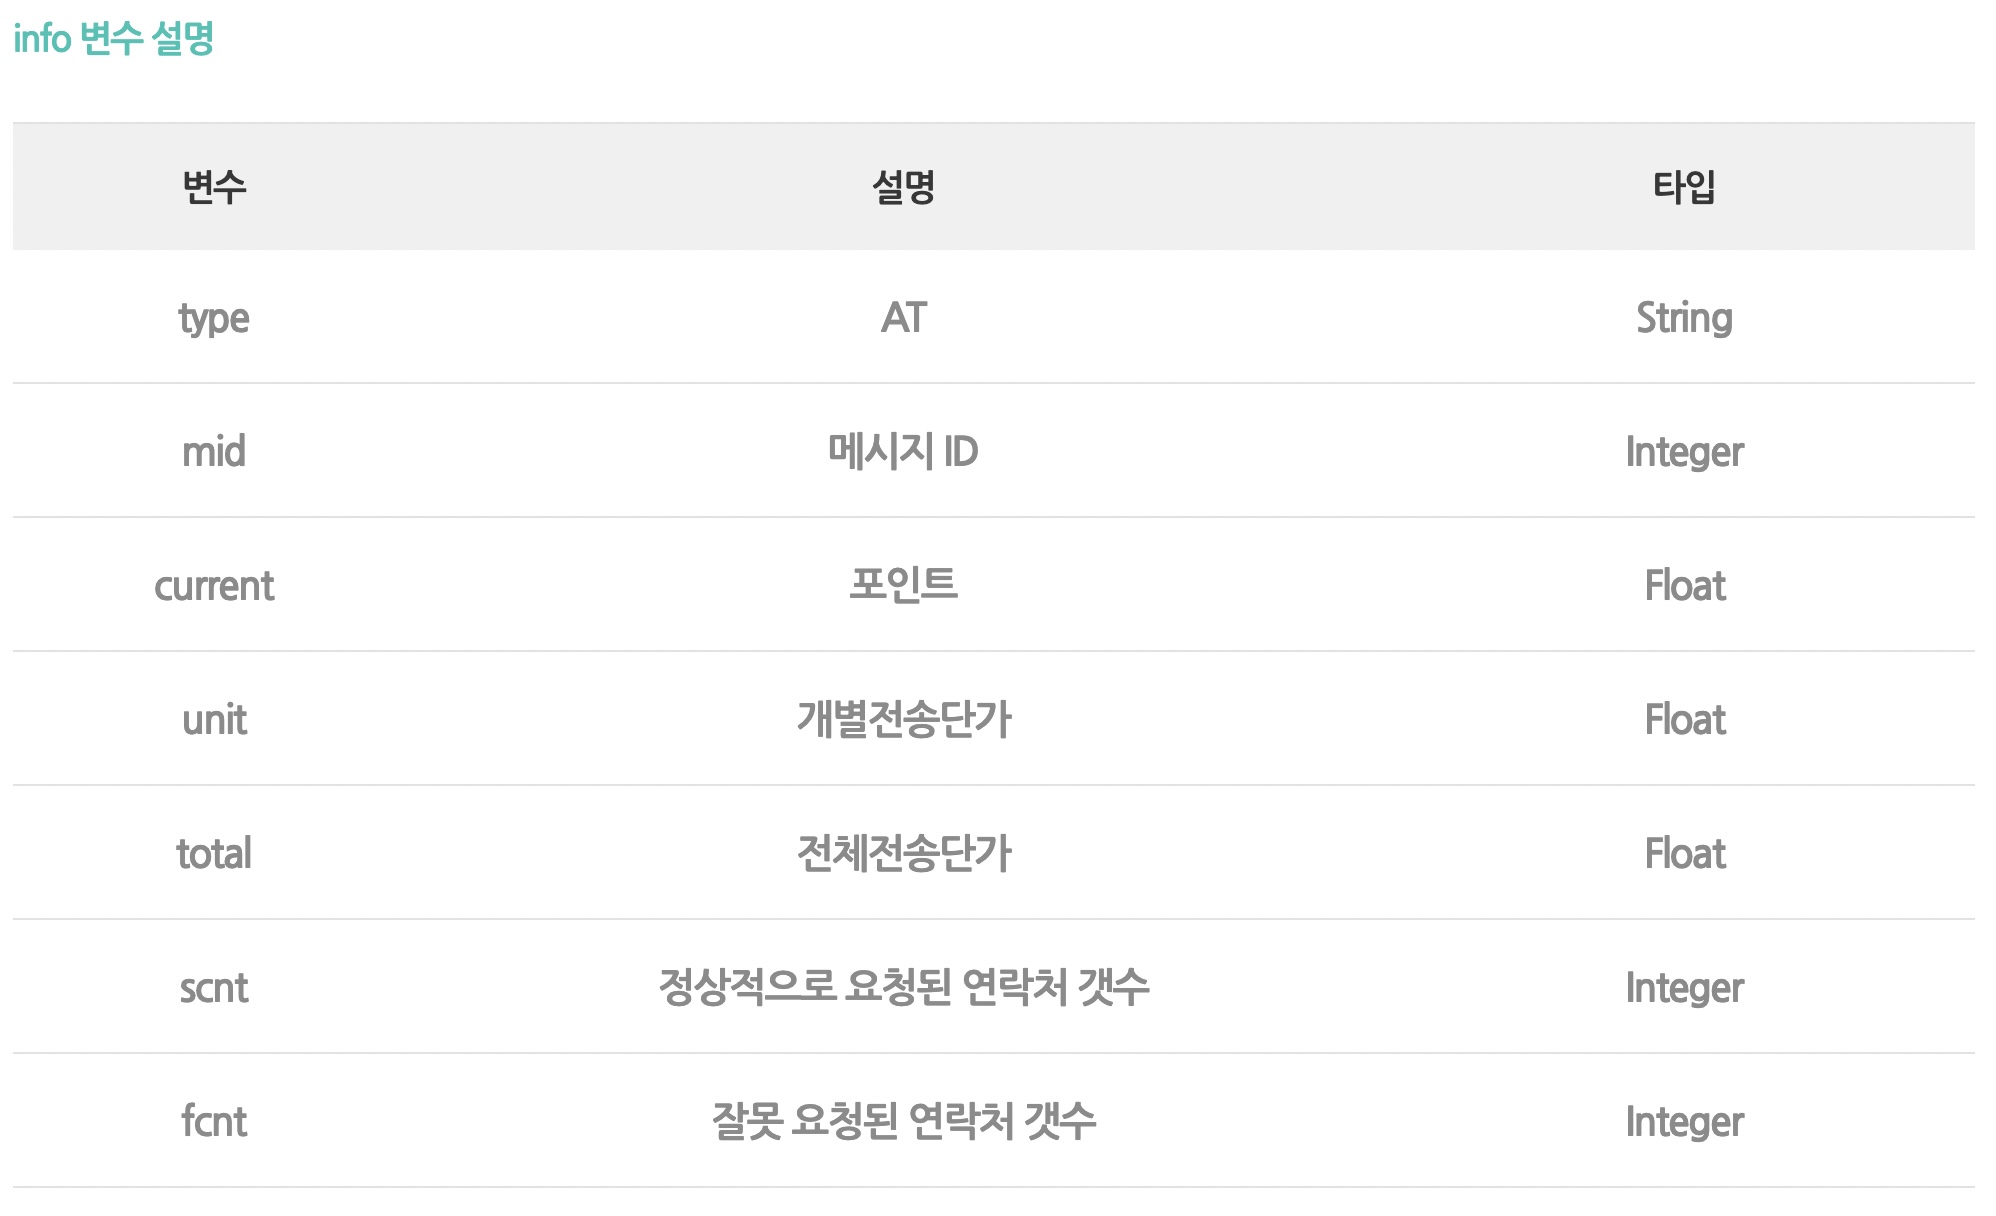 info 변수 설명
변수 설명 타입
type AT String
mid 메시지 ID Integer
current 포인트 Float
unit 개별전송단가 Float
total 전체전송단가 Float
scnt 정상적으로 요청된 연락처 갯수 Integer
fcnt 잘못 요청된 연락처 갯수 Integer